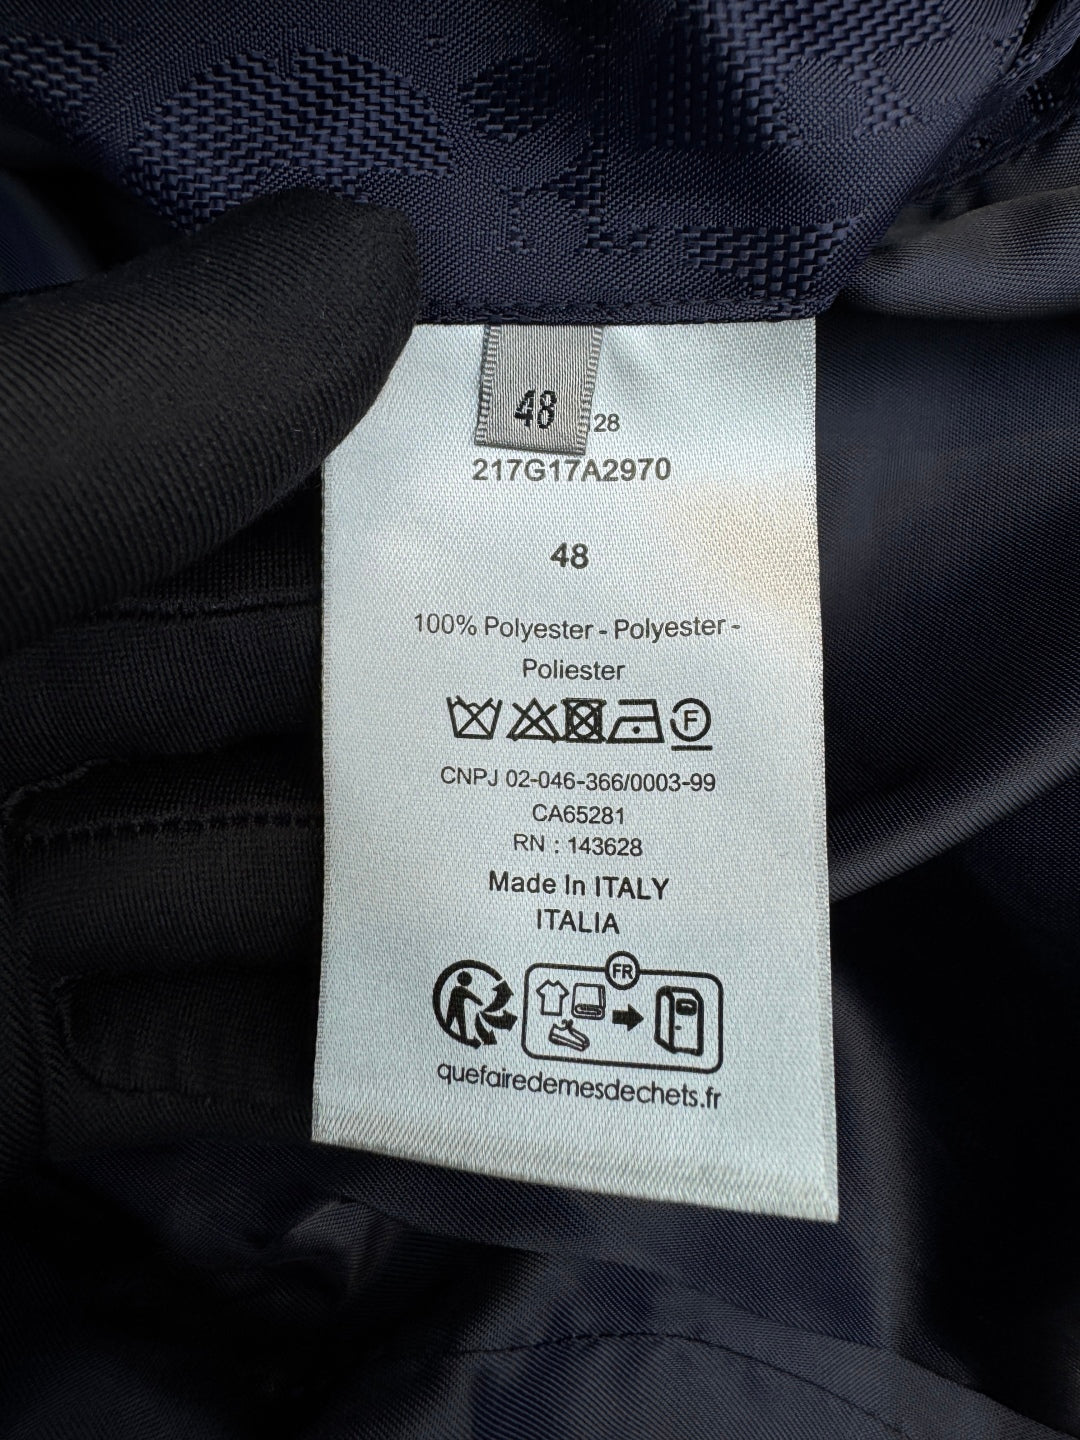 48
28
217G17A2970
48
100% Polyester - Polyester -
Poliester
F
CNPJ 02-046-366/0003-99
CA65281
RN : 143628
Made In ITALY
ITALIA
FR
quefairedemesdechets.fr